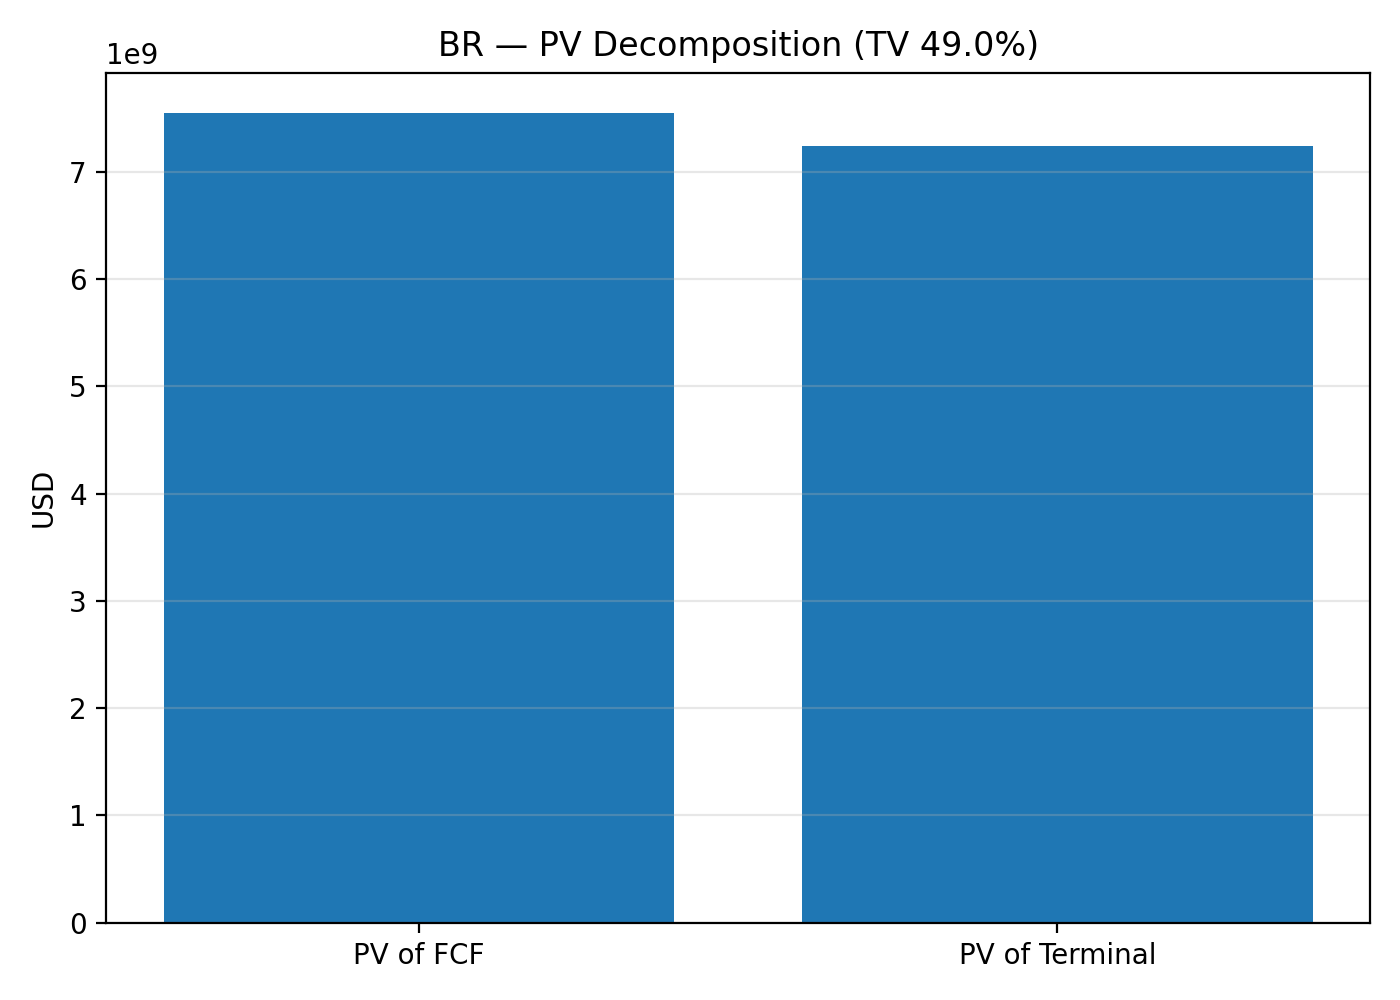 BR — PV Decomposition (TV 49.0%)
1e9
7
6
5
4
3
2
1
0
USD
PV of FCF
PV of Terminal